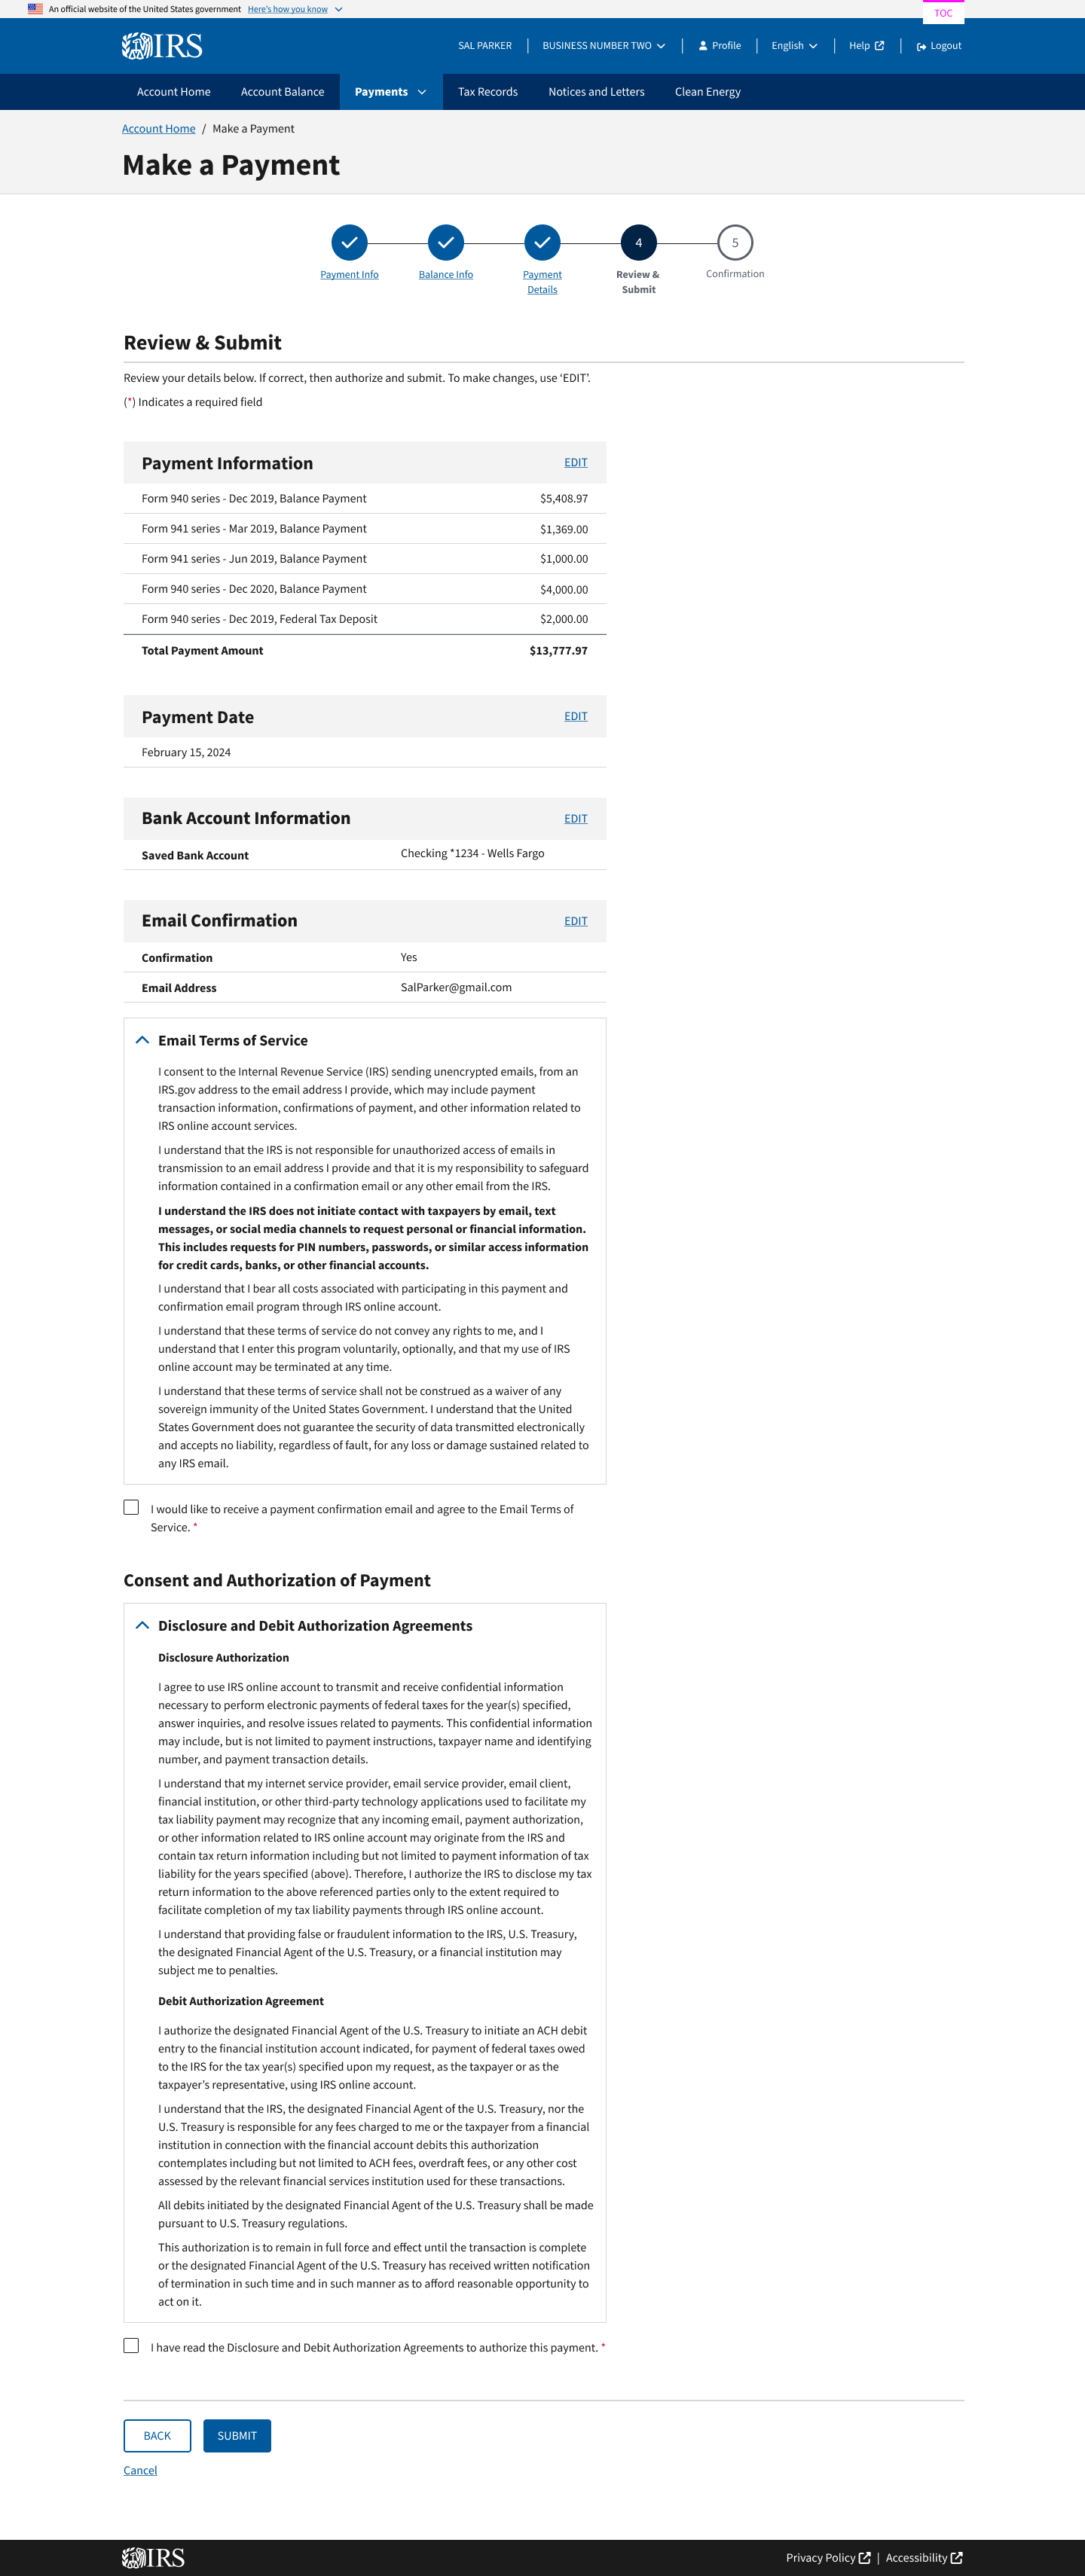 An official website of the United States government Here's how you know
TOC
IRS
SAL PARKER
BUSINESS NUMBER TWO
Profile
English
Help
Logout
Account Home
Account Balance
Payments
Tax Records
Notices and Letters
Clean Energy
Account Home / Make a Payment
Make a Payment
4
5
Payment Info
Balance Info
Payment
Details
Review &
Submit
Confirmation
Review & Submit
Review your details below. If correct, then authorize and submit. To make changes, use ‘EDIT’.
(*) Indicates a required field
Payment Information EDIT
Form 940 series - Dec 2019, Balance Payment $5,408.97
Form 941 series - Mar 2019, Balance Payment $1,369.00
Form 941 series - Jun 2019, Balance Payment $1,000.00
Form 940 series - Dec 2020, Balance Payment $4,000.00
Form 940 series - Dec 2019, Federal Tax Deposit $2,000.00
Total Payment Amount $13,777.97
Payment Date EDIT
February 15, 2024
Bank Account Information EDIT
Saved Bank Account Checking *1234 - Wells Fargo
Email Confirmation EDIT
Confirmation Yes
Email Address SalParker@gmail.com
Email Terms of Service
I consent to the Internal Revenue Service (IRS) sending unencrypted emails, from an
IRS.gov address to the email address I provide, which may include payment
transaction information, confirmations of payment, and other information related to
IRS online account services.
I understand that the IRS is not responsible for unauthorized access of emails in
transmission to an email address I provide and that it is my responsibility to safeguard
information contained in a confirmation email or any other email from the IRS.
I understand the IRS does not initiate contact with taxpayers by email, text
messages, or social media channels to request personal or financial information.
This includes requests for PIN numbers, passwords, or similar access information
for credit cards, banks, or other financial accounts.
I understand that I bear all costs associated with participating in this payment and
confirmation email program through IRS online account.
I understand that these terms of service do not convey any rights to me, and I
understand that I enter this program voluntarily, optionally, and that my use of IRS
online account may be terminated at any time.
I understand that these terms of service shall not be construed as a waiver of any
sovereign immunity of the United States Government. I understand that the United
States Government does not guarantee the security of data transmitted electronically
and accepts no liability, regardless of fault, for any loss or damage sustained related to
any IRS email.
I would like to receive a payment confirmation email and agree to the Email Terms of
Service. *
Consent and Authorization of Payment
Disclosure and Debit Authorization Agreements
Disclosure Authorization
I agree to use IRS online account to transmit and receive confidential information
necessary to perform electronic payments of federal taxes for the year(s) specified,
answer inquiries, and resolve issues related to payments. This confidential information
may include, but is not limited to payment instructions, taxpayer name and identifying
number, and payment transaction details.
I understand that my internet service provider, email service provider, email client,
financial institution, or other third-party technology applications used to facilitate my
tax liability payment may recognize that any incoming email, payment authorization,
or other information related to IRS online account may originate from the IRS and
contain tax return information including but not limited to payment information of tax
liability for the years specified (above). Therefore, I authorize the IRS to disclose my tax
return information to the above referenced parties only to the extent required to
facilitate completion of my tax liability payments through IRS online account.
I understand that providing false or fraudulent information to the IRS, U.S. Treasury,
the designated Financial Agent of the U.S. Treasury, or a financial institution may
subject me to penalties.
Debit Authorization Agreement
I authorize the designated Financial Agent of the U.S. Treasury to initiate an ACH debit
entry to the financial institution account indicated, for payment of federal taxes owed
to the IRS for the tax year(s) specified upon my request, as the taxpayer or as the
taxpayer’s representative, using IRS online account.
I understand that the IRS, the designated Financial Agent of the U.S. Treasury, nor the
U.S. Treasury is responsible for any fees charged to me or the taxpayer from a financial
institution in connection with the financial account debits this authorization
contemplates including but not limited to ACH fees, overdraft fees, or any other cost
assessed by the relevant financial services institution used for these transactions.
All debits initiated by the designated Financial Agent of the U.S. Treasury shall be made
pursuant to U.S. Treasury regulations.
This authorization is to remain in full force and effect until the transaction is complete
or the designated Financial Agent of the U.S. Treasury has received written notification
of termination in such time and in such manner as to afford reasonable opportunity to
act on it.
I have read the Disclosure and Debit Authorization Agreements to authorize this payment. *
BACK
SUBMIT
Cancel
IRS
Privacy Policy | Accessibility